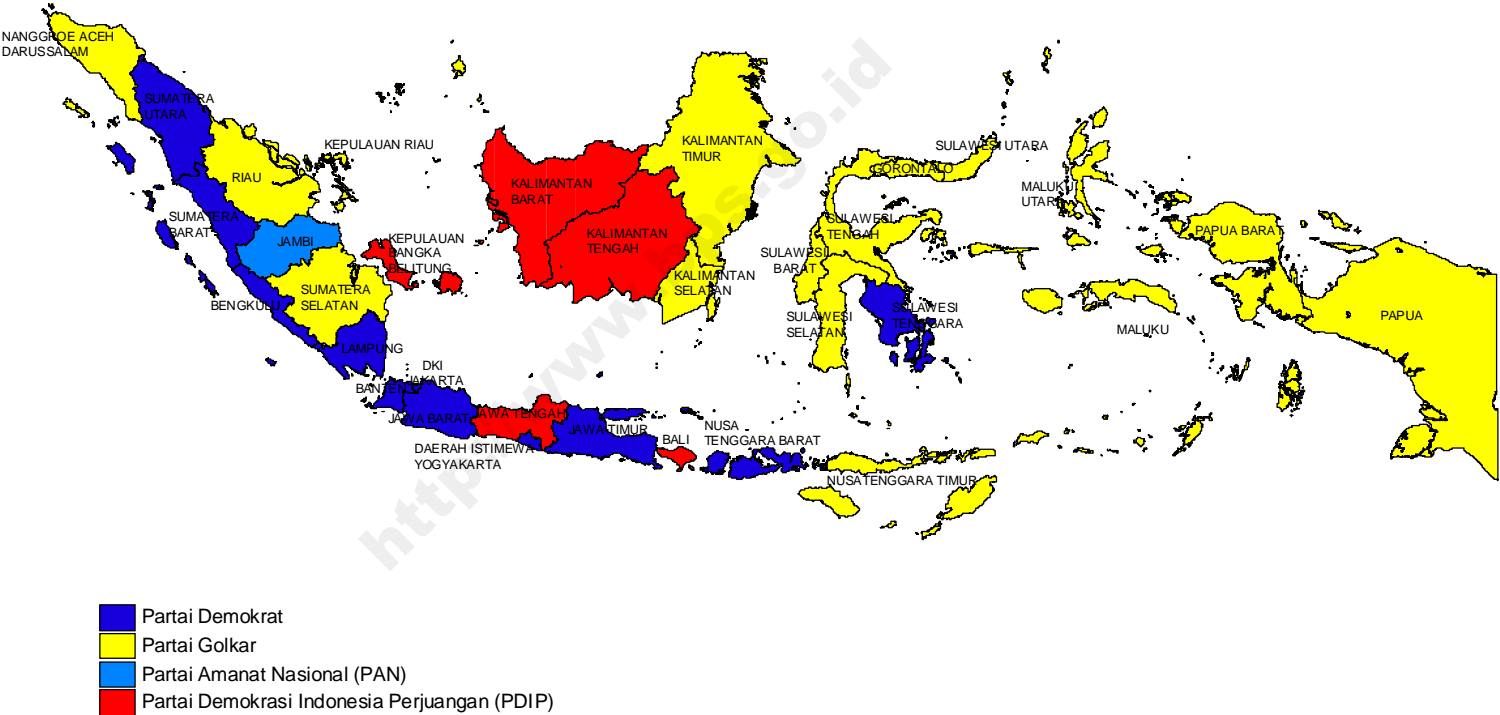 NANGGROE ACEH
DARUSSALAM
SUMATERA
UTARA
KEPULAUAN RIAU
RIAU
SUMATERA
BARAT
JAMBI
KEPULAUAN
BANGKA
BELITUNG
SUMATERA
SELATAN
BENGKULU
LAMPUNG
DKI
JAKARTA
BANTEN
JAWA BARAT
JAWA TENGAH
DAERAH ISTIMEWA
YOGYAKARTA
JAWA TIMUR
BALI
NUSA
TENGGARA BARAT
NUSATENGGARA TIMUR
KALIMANTAN
BARAT
KALIMANTAN
TENGAH
KALIMANTAN
TIMUR
KALIMANTAN
SELATAN
SULAWESI UTARA
GORONTALO
SULAWESI
TENGAH
SULAWESI
BARAT
SULAWESI
SELATAN
SULAWESI
TENGGARA
MALUKU
UTARA
MALUKU
PAPUA BARAT
PAPUA
http://www.bps.go.id
Partai Demokrat
Partai Golkar
Partai Amanat Nasional (PAN)
Partai Demokrasi Indonesia Perjuangan (PDIP)